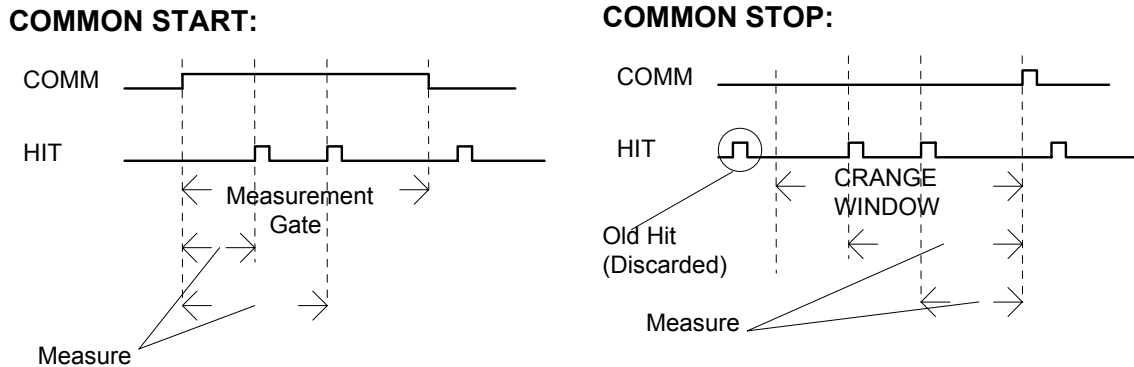 COMMON START:
COMM
HIT
Measurement
Gate
Measure
COMMON STOP:
COMM
HIT
CRANGE
WINDOW
Old Hit
(Discarded)
Measure